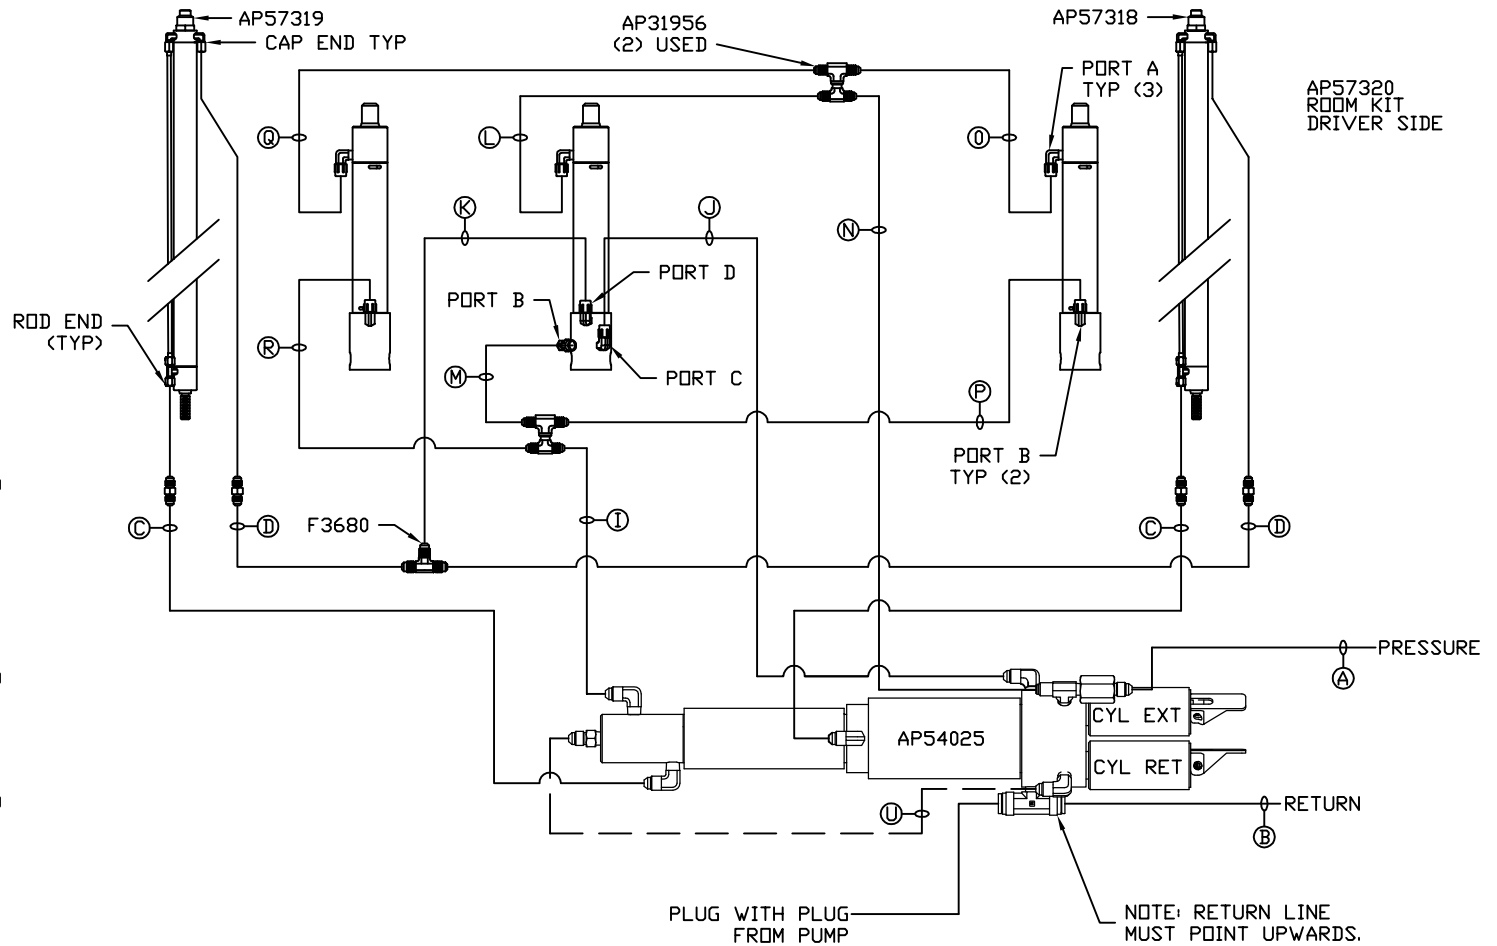 AP57319
CAP END TYP
AP31956
(2) USED
AP57318
PORT A
TYP (3)
AP57320
ROOM KIT
DRIVER SIDE
Q
L
O
K
J
N
PORT D
PORT B
ROD END
(TYP)
R
M
PORT C
P
PORT B
TYP (2)
C
D
F3680
I
C
D
PRESSURE
A
CYL EXT
AP54025
CYL RET
U
RETURN
B
PLUG WITH PLUG
FROM PUMP
NOTE: RETURN LINE
MUST POINT UPWARDS.